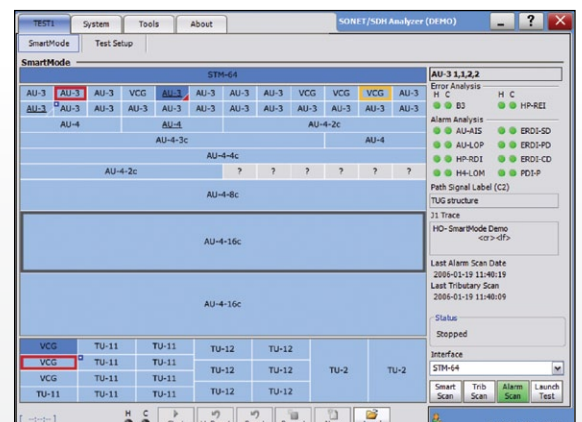 TEST1 System Tools About SONET/SDH Analyzer (DEMO)
SmartMode Test Setup
SmartMode
STM-64
AU-3 AU-3 AU-3 VCG AU-3 AU-3 AU-3 AU-3 VCG VCG VCG AU-3
AU-3 AU-3 AU-3 AU-3 AU-3 AU-3 AU-3 AU-3 AU-3 AU-3 AU-3 AU-3
AU-4 AU-4 AU-4-2c
AU-4-3c AU-4
AU-4-4c
AU-4-2c ? ? ? ? ? ?
AU-4-8c
AU-4-16c
AU-4-16c
VCG TU-11 TU-11 TU-12 TU-12 TU-2 TU-2
VCG TU-11 TU-11 TU-12 TU-12
VCG TU-11 TU-11
TU-11 TU-11 TU-11 TU-12 TU-12
H C
AU-3 1,1,2,2
Error Analysis
H C H C
B3 HP-REI
Alarm Analysis
AU-AIS ERDI-SD
AU-LOP ERDI-PD
HP-RDI ERDI-CD
H4-LOM PDI-P
Path Signal Label (C2)
TUG structure
J1 Trace
HO- SmartMode Demo
<cr> <lf>
Last Alarm Scan Date
2006-01-19 11:40:19
Last Tributary Scan
2006-01-19 11:40:09
Status
Stopped
Interface
STM-64
Smart Scan Trib Scan Alarm Scan Launch Test